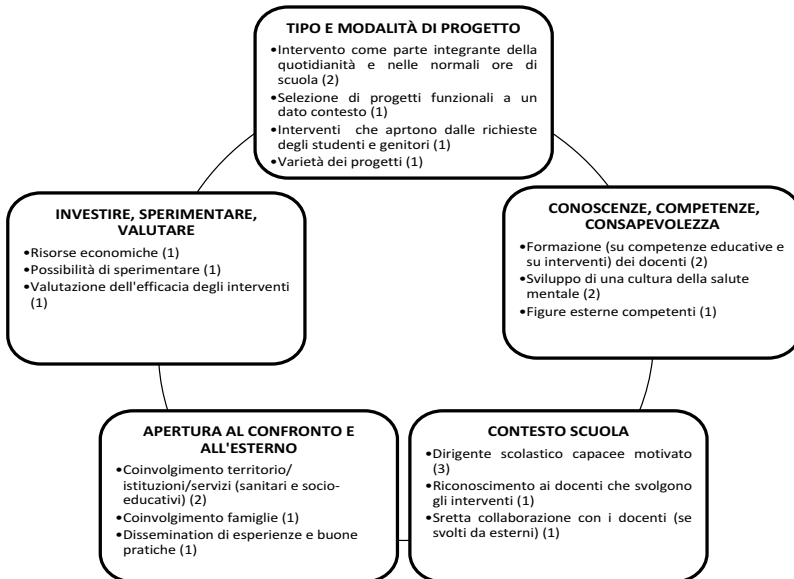 TIPO E MODALITÀ DI PROGETTO
•Intervento come parte integrante della
quotidianità e nelle normali ore di
scuola (2)
•Selezione di progetti funzionali a un
dato contesto (1)
•Interventi che aprtono dalle richieste
degli studenti e genitori (1)
•Varietà dei progetti (1)
INVESTIRE, SPERIMENTARE,
VALUTARE
•Risorse economiche (1)
•Possibilità di sperimentare (1)
•Valutazione dell'efficacia degli interventi
(1)
CONOSCENZE, COMPETENZE,
CONSAPEVOLEZZA
•Formazione (su competenze educative e
su interventi) dei docenti (2)
•Sviluppo di una cultura della salute
mentale (2)
•Figure esterne competenti (1)
APERTURA AL CONFRONTO E
ALL'ESTERNO
•Coinvolgimento territorio/
istituzioni/servizi (sanitari e socio-
educativi) (2)
•Coinvolgimento famiglie (1)
•Dissemination di esperienze e buone
pratiche (1)
CONTESTO SCUOLA
•Dirigente scolastico capacee motivato
(3)
•Riconoscimento ai docenti che svolgono
gli interventi (1)
•Sretta collaborazione con i docenti (se
svolti da esterni) (1)